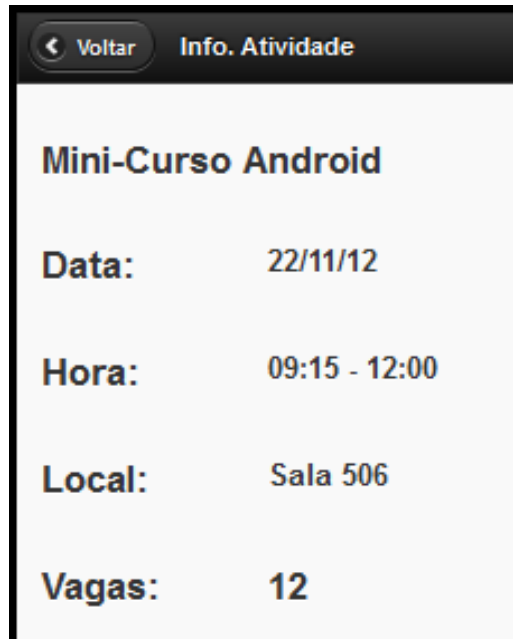 Voltar Info. Atividade
Mini-Curso Android
Data: 22/11/12
Hora: 09:15 - 12:00
Local: Sala 506
Vagas: 12